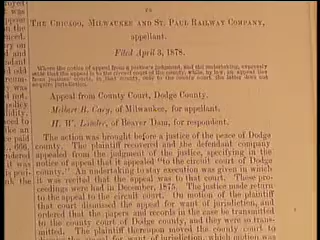 vs.
The Chicago, Milwaukee and St. Paul Railway Company,
appellant.
Filed April 3, 1878.
Where the notice of appeal from a justice's judgment, and the undertaking, expressly
state that the appeal is to the circuit court of the county, while, by law, an appeal lies
from justices' courts, in that county, only to the county court, the latter does not
acquire jurisdiction.
Appeal from County Court, Dodge County.
Melbert B. Cary, of Milwaukee, for appellant.
H. W. Lander, of Beaver Dam, for respondent.
The action was brought before a justice of the peace of Dodge
county. The plaintiff recovered and the defendant company
appealed from the judgment of the justice, specifying in the
notice of appeal that it appealed "to the circuit court of Dodge
county." An undertaking to stay execution was given in which
it was recited that the appeal was to that court. These pro-
ceedings were had in December, 1875. The justice made return
to the appeal to the circuit court. On motion of the plaintiff
that court dismissed the appeal for want of jurisdiction, and
ordered that the papers and records in the case be transmitted
to the county court of Dodge county, and they were so trans-
mitted. The plaintiff thereupon moved the county court to
the appeal for want of jurisdiction, which motion was